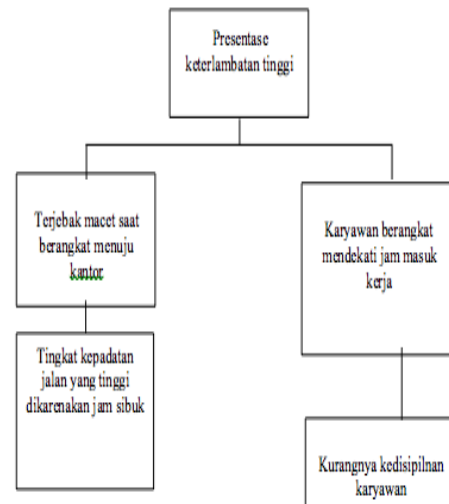 Presentase
keterlambatan tinggi
Terjebak macet saat
berangkat menuju
kantor
Karyawan berangkat
mendekati jam masuk
kerja
Tingkat kepadatan
jalan yang tinggi
dikarenakan jam sibuk
Kurangnya kedisipilnan
karyawan